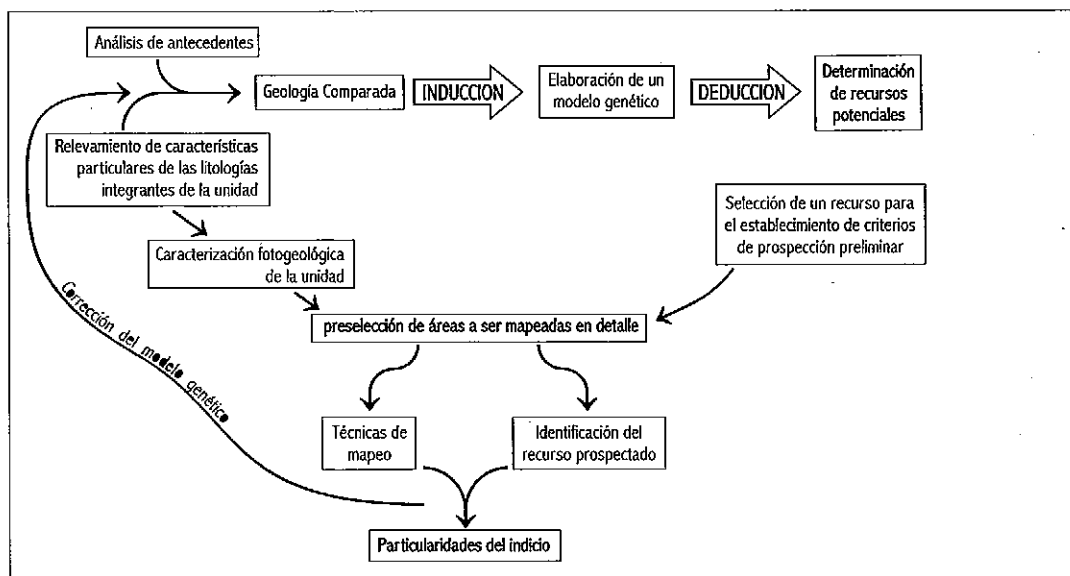 Análisis de antecedentes
Geología Comparada
INDUCCION
Elaboración de un
modelo genético
DEDUCCION
Determinación
de recursos
potenciales
Relevamiento de características
particulares de las litologías
integrantes de la unidad
Selección de un recurso para
el establecimiento de criterios
de prospección preliminar
Caracterización fotogeológica
de la unidad
preselección de áreas a ser mapeadas en detalle
Corrección del modelo genético
Técnicas de
mapeo
Identificación del
recurso prospectado
Particularidades del indicio